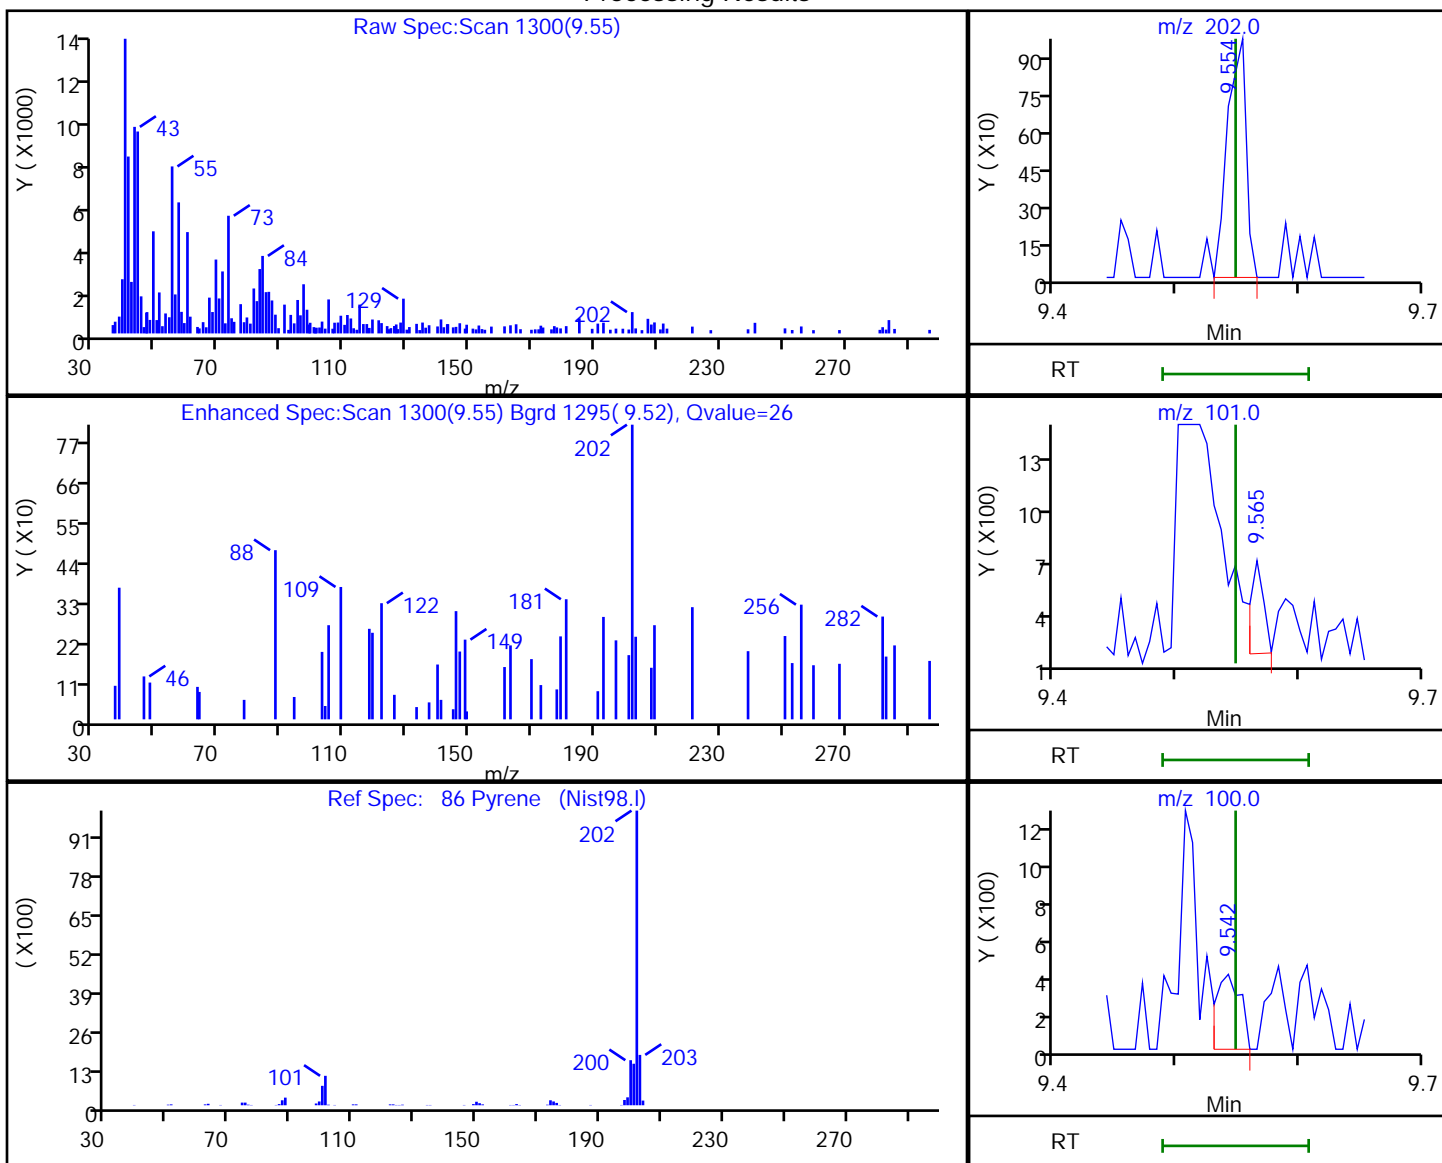 Processing Results
Raw Spec:Scan 1300(9.55)
Y ( X1000)
14
12
10
8
6
4
2
0
43
55
73
84
129
202
30 70 110 150 190 230 270
m/z
m/z 202.0
Y ( X10)
90
75
60
45
30
15
0
9.554
9.4 9.7
Min
RT
Enhanced Spec:Scan 1300(9.55) Bgrd 1295( 9.52), Qvalue=26
Y ( X10)
77
66
55
44
33
22
11
0
202
88
109
122
181
256
282
149
46
30 70 110 150 190 230 270
m/z
m/z 101.0
Y ( X100)
13
10
7
4
1
9.565
9.4 9.7
Min
RT
Ref Spec: 86 Pyrene (Nist98.l)
( X100)
91
78
65
52
39
26
13
0
202
200
203
101
30 70 110 150 190 230 270
m/z 100.0
Y ( X100)
12
10
8
6
4
2
0
9.542
9.4 9.7
Min
RT